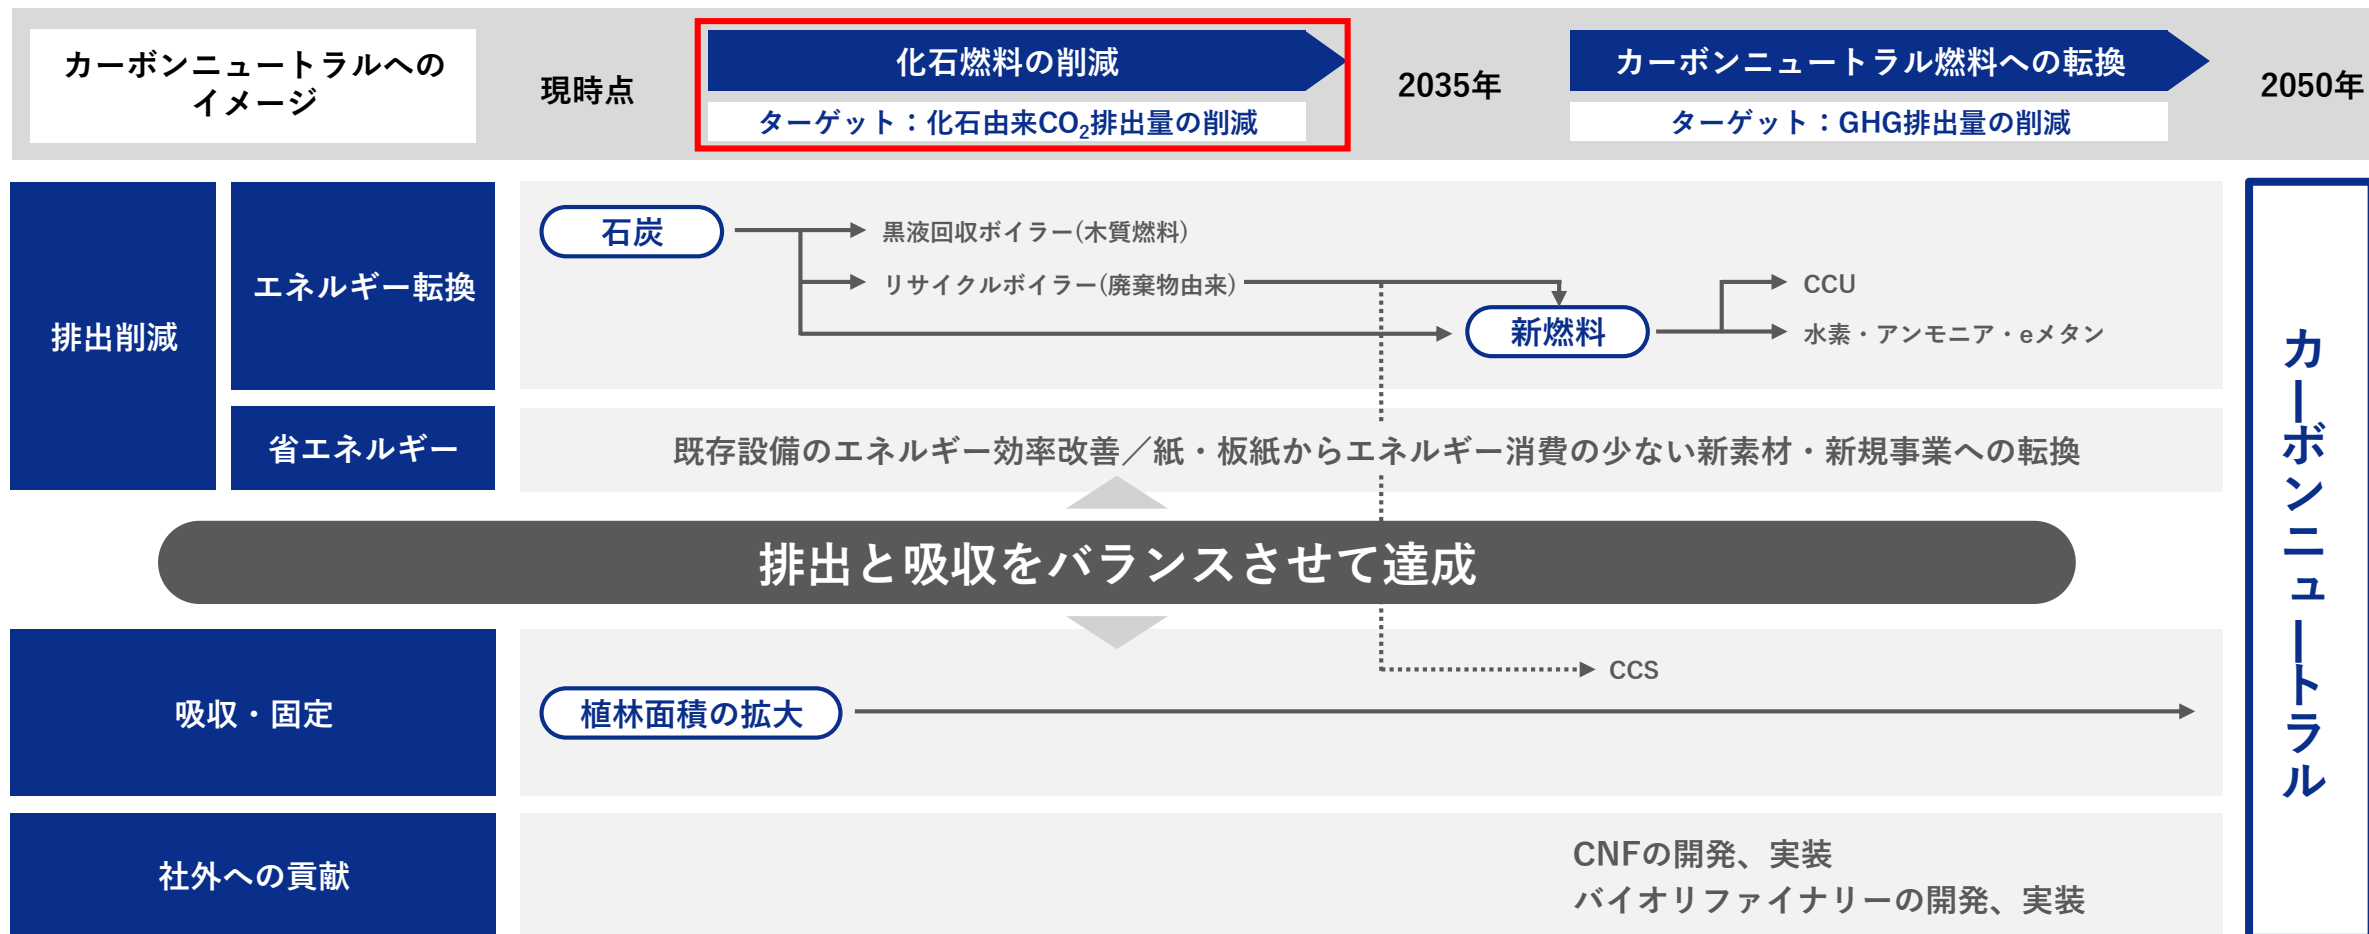 カーボンニュートラルへの
イメージ
現時点
化石燃料の削減
ターゲット：化石由来CO₂排出量の削減
2035年
カーボンニュートラル燃料への転換
ターゲット：GHG排出量の削減
2050年
排出削減
エネルギー転換
石炭
黒液回収ボイラー(木質燃料)
リサイクルボイラー(廃棄物由来)
新燃料
CCU
水素・アンモニア・eメタン
省エネルギー
既存設備のエネルギー効率改善／紙・板紙からエネルギー消費の少ない新素材・新規事業への転換
排出と吸収をバランスさせて達成
吸収・固定
CCS
植林面積の拡大
社外への貢献
CNFの開発、実装
バイオリファイナリーの開発、実装
カーボンニュートラル